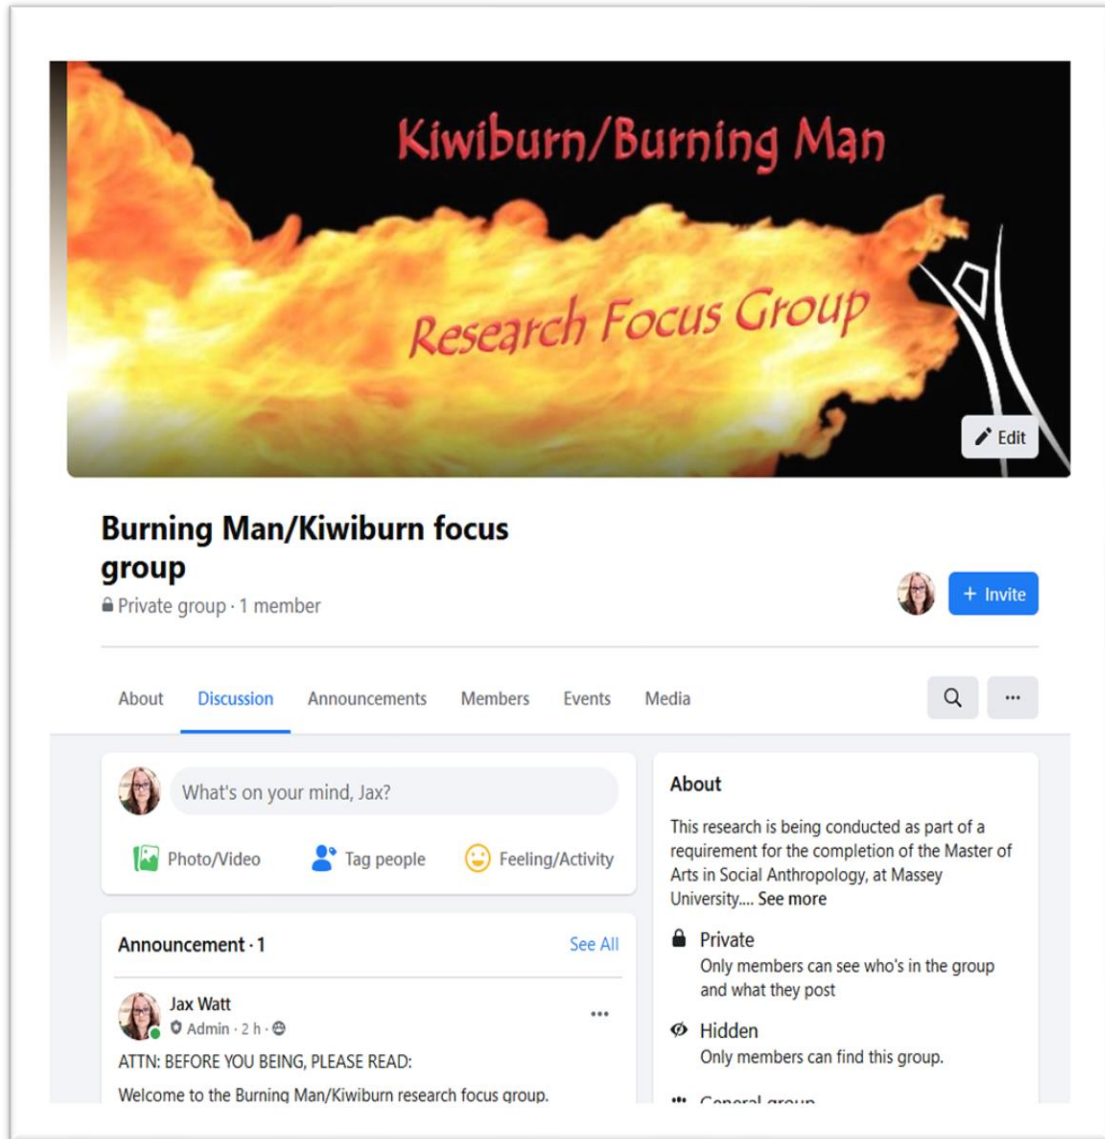 Kiwiburn/Burning Man
Research Focus Group
Edit
Burning Man/Kiwiburn focus
group
Private group · 1 member
+ Invite
About Discussion Announcements Members Events Media
What's on your mind, Jax?
Photo/Video Tag people Feeling/Activity
Announcement · 1 See All
Jax Watt
Admin · 2 h ·
ATTN: BEFORE YOU BEING, PLEASE READ:
Welcome to the Burning Man/Kiwiburn research focus group.
About
This research is being conducted as part of a
requirement for the completion of the Master of
Arts in Social Anthropology, at Massey
University.... See more
Private
Only members can see who's in the group
and what they post
Hidden
Only members can find this group.
General group